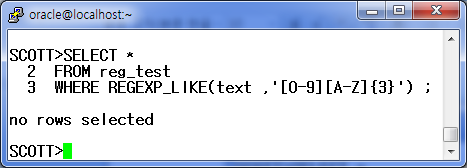 oracle@localhost:~
SCOTT>SELECT *
2 FROM reg_test
3 WHERE REGEXP_LIKE(text ,'[0-9][A-Z]{3}') ;
no rows selected
SCOTT>